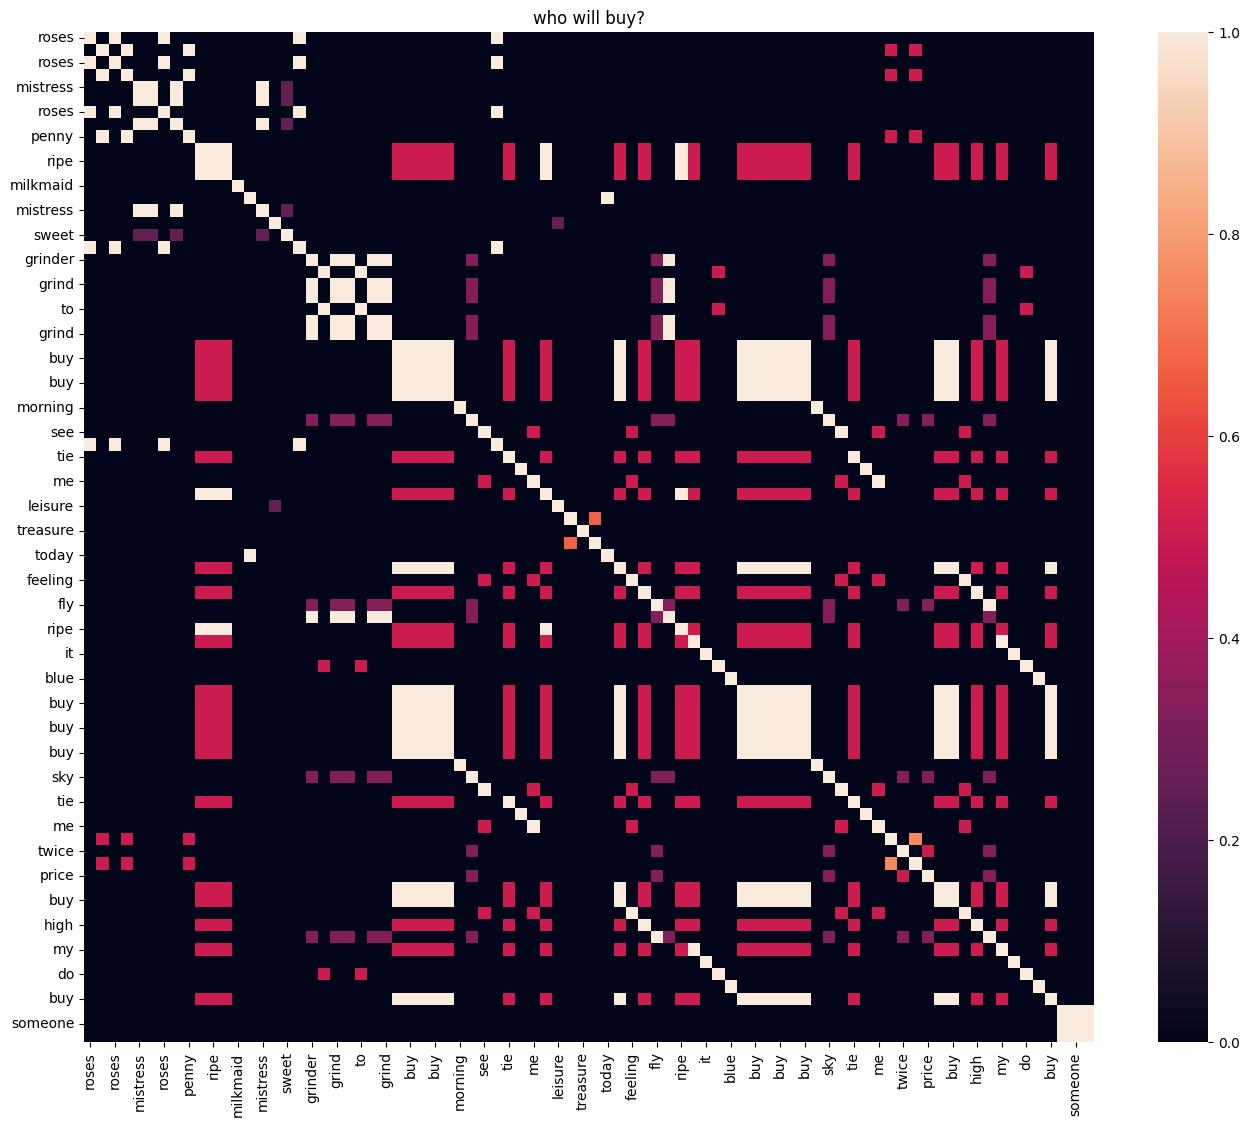 who will buy?
roses
roses
mistress
roses
penny
ripe
milkmaid
mistress
sweet
grinder
grind
to
grind
buy
buy
morning
see
tie
me
leisure
treasure
today
feeling
fly
ripe
it
blue
buy
buy
buy
sky
tie
me
twice
price
buy
high
my
do
buy
someone
roses
roses
mistress
roses
penny
ripe
milkmaid
mistress
sweet
grinder
grind
to
grind
buy
buy
morning
see
tie
me
leisure
treasure
today
feeling
fly
ripe
it
blue
buy
buy
buy
sky
tie
me
twice
price
buy
high
my
do
buy
someone
1.0
0.8
0.6
0.4
0.2
0.0